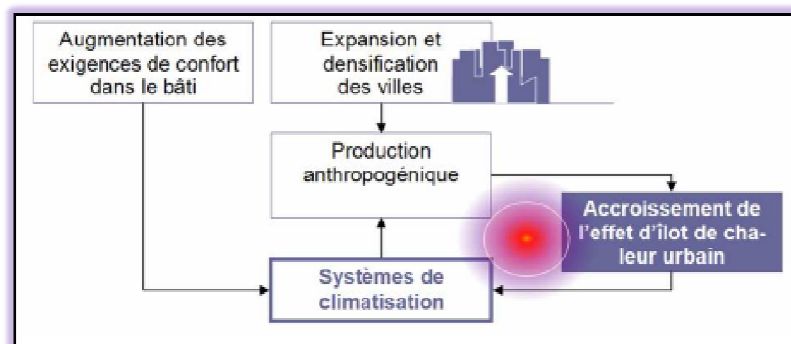 Augmentation des
exigences de confort
dans le bâti
Expansion et
densification
des villes
Production
anthropogénique
Accroissement de
l'effet d'îlot de cha-
leur urbain
Systèmes de
climatisation